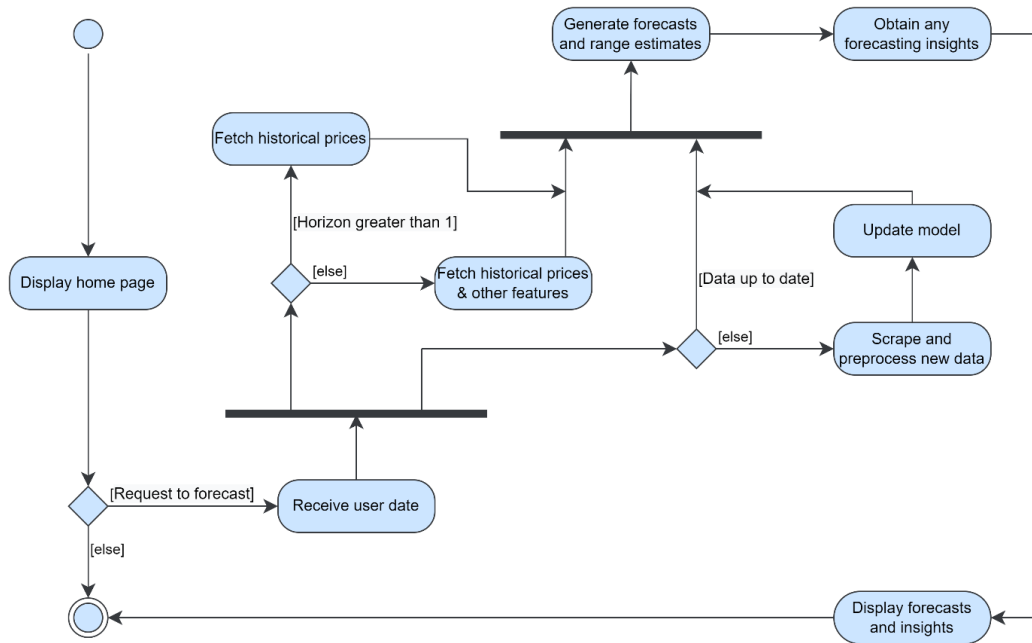 Generate forecasts
and range estimates
Obtain any
forecasting insights
Fetch historical prices
[Horizon greater than 1]
Update model
Display home page
[else]
Fetch historical prices
& other features
[Data up to date]
[else]
Scrape and
preprocess new data
[Request to forecast]
Receive user date
[else]
Display forecasts
and insights